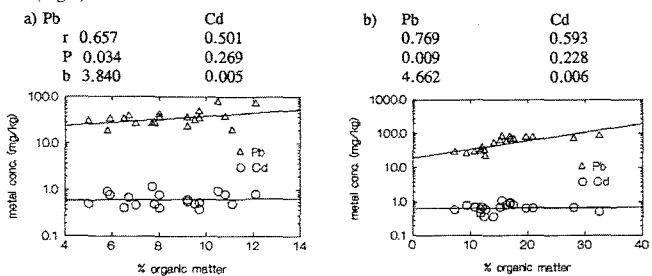 a) Pb Cd
r 0.657 0.501
P 0.034 0.269
b 3.840 0.005
b) Pb Cd
0.769 0.593
0.009 0.228
4.662 0.006
metal conc. (mg/kg)
100.0
10.0
1.0
0.1
△ Pb
○ Cd
4 6 8 10 12 14
% organic matter
metal conc. (mg/kg)
1000.0
100.0
10.0
1.0
0.1
△ Pb
○ Cd
0 10 20 30 40
% organic matter